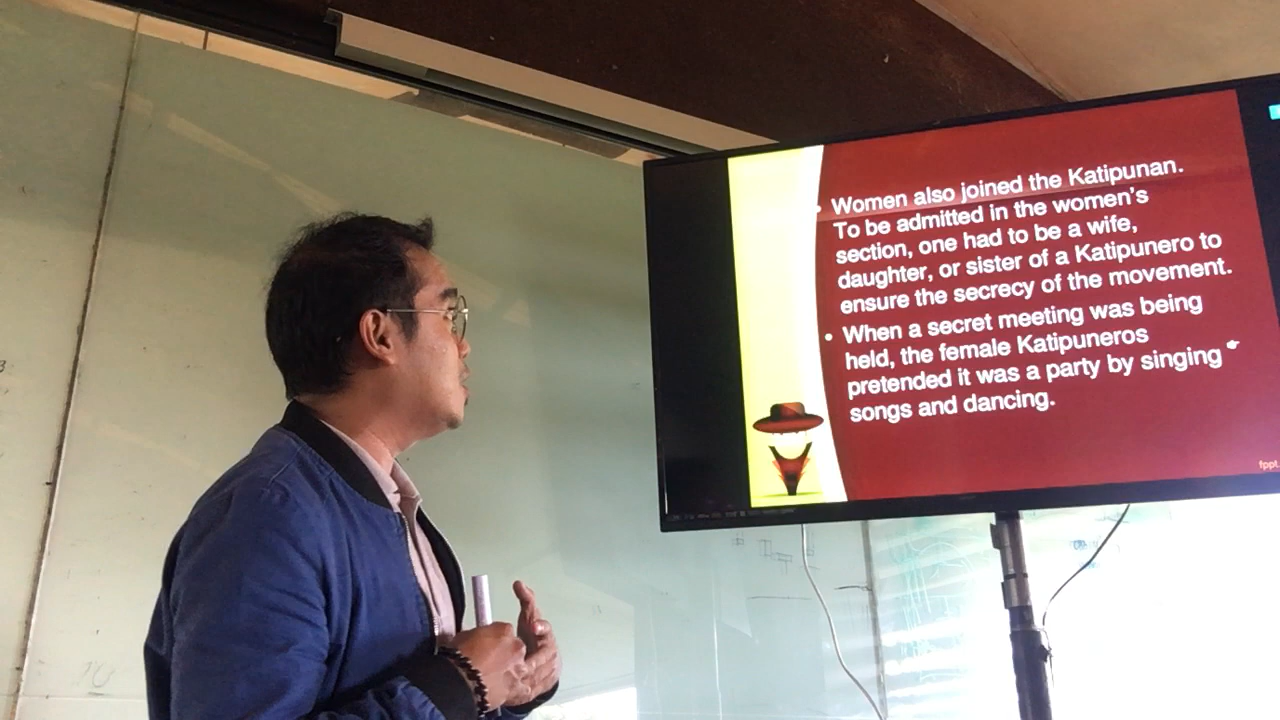 • Women also joined the Katipunan.
To be admitted in the women's
section, one had to be a wife,
daughter, or sister of a Katipunero to
ensure the secrecy of the movement.
• When a secret meeting was being
held, the female Katipuneros
pretended it was a party by singing
songs and dancing.
fppt.